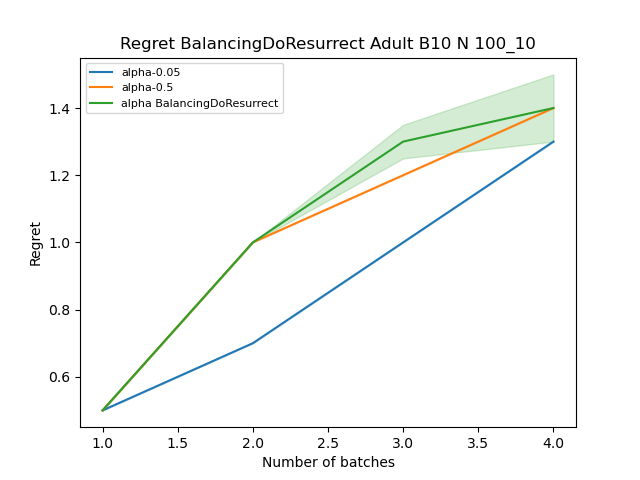 Regret BalancingDoResurrect Adult B10 N 100_10
alpha-0.05
alpha-0.5
alpha BalancingDoResurrect
Regret
1.4
1.2
1.0
0.8
0.6
1.0 1.5 2.0 2.5 3.0 3.5 4.0
Number of batches